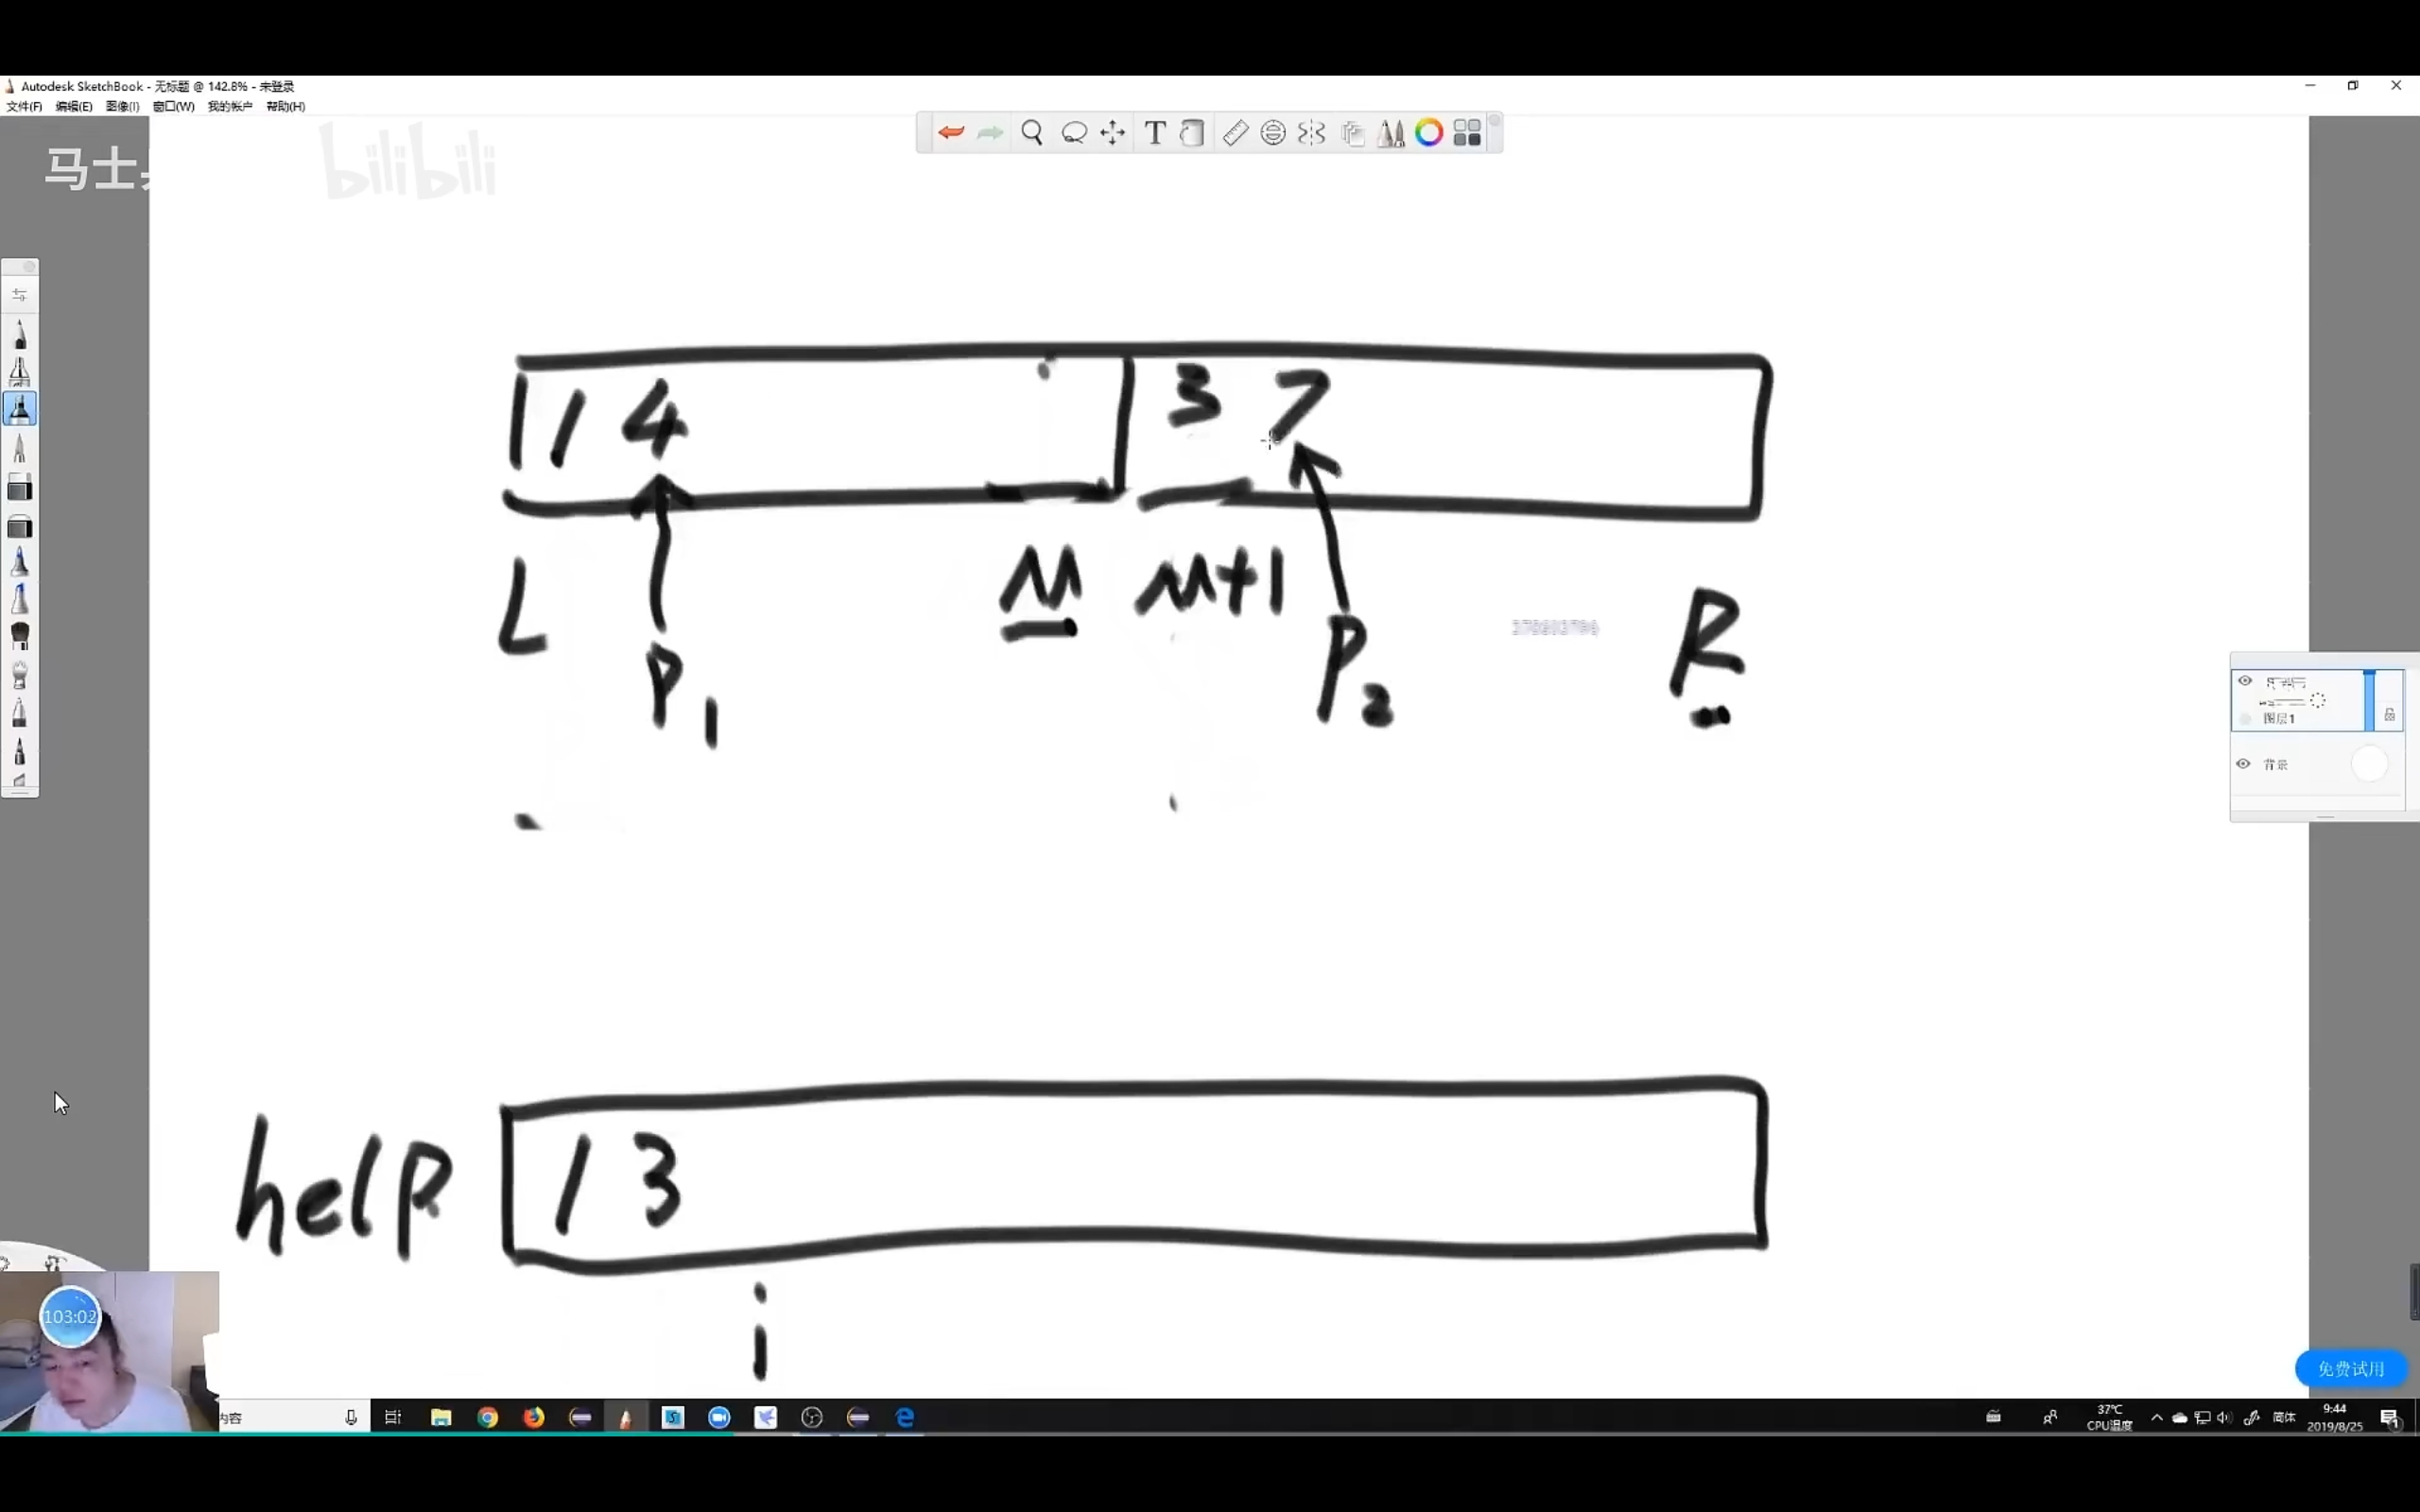 Autodesk SketchBook - 无标题 @ 142.8% - 未登录
文件(F) 编辑(E) 图像(I) 窗口(W) 我的帐户 帮助(H)
马士
bilibili
1 4 3 7
L M M+1 R
P1 P2
图层1
背景
help 1 3
i
103:02
免费试用
内容
37℃
CPU温度
简体
9:44
2019/8/25
1